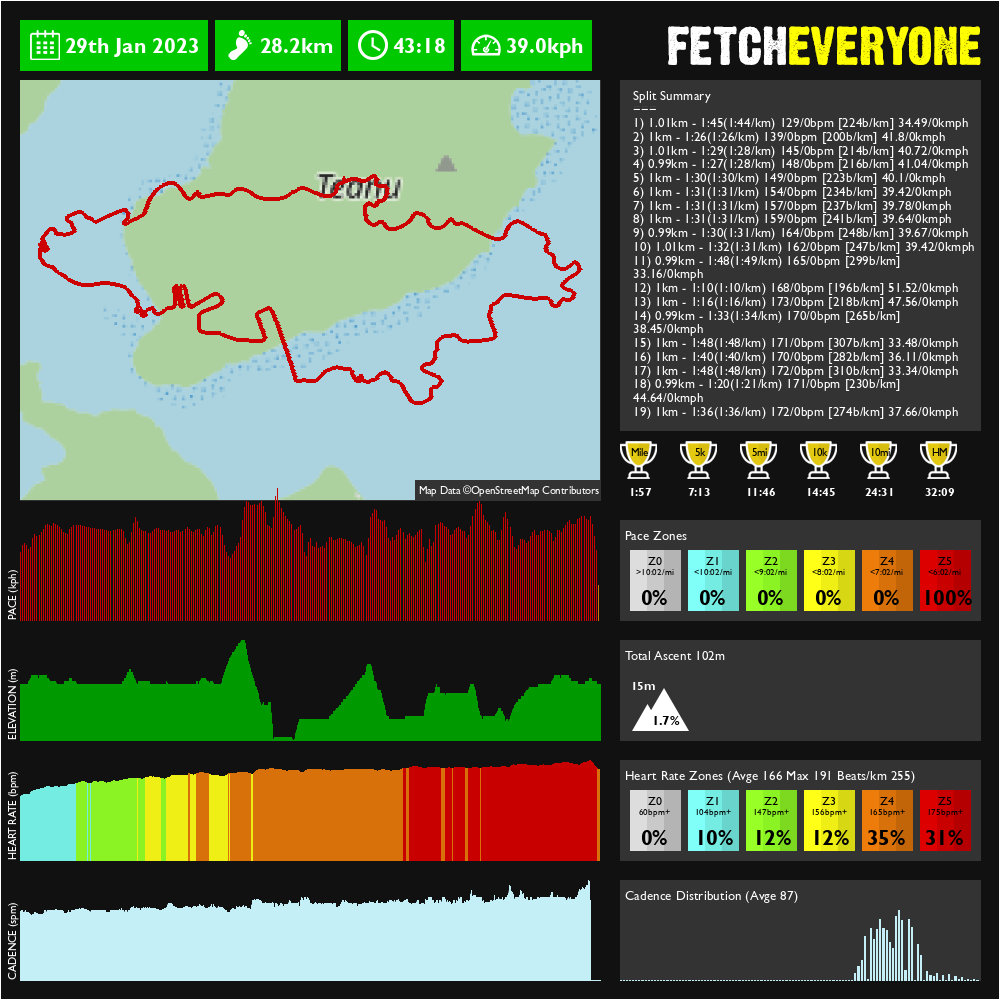 29th Jan 2023
28.2km
43:18
39.0kph
FETCHEVERYONE
Split Summary
~~~
1) 1.01km - 1:45(1:44/km) 129/0bpm [224b/km] 34.49/0kmph
2) 1km - 1:26(1:26/km) 139/0bpm [200b/km] 41.8/0kmph
3) 1.01km - 1:29(1:28/km) 145/0bpm [214b/km] 40.72/0kmph
4) 0.99km - 1:27(1:28/km) 148/0bpm [216b/km] 41.04/0kmph
5) 1km - 1:30(1:30/km) 149/0bpm [223b/km] 40.1/0kmph
6) 1km - 1:31(1:31/km) 154/0bpm [234b/km] 39.42/0kmph
7) 1km - 1:31(1:31/km) 157/0bpm [237b/km] 39.78/0kmph
8) 1km - 1:31(1:31/km) 159/0bpm [241b/km] 39.64/0kmph
9) 0.99km - 1:30(1:31/km) 164/0bpm [248b/km] 39.67/0kmph
10) 1.01km - 1:32(1:31/km) 162/0bpm [247b/km] 39.42/0kmph
11) 0.99km - 1:48(1:49/km) 165/0bpm [299b/km]
33.16/0kmph
12) 1km - 1:10(1:10/km) 168/0bpm [196b/km] 51.52/0kmph
13) 1km - 1:16(1:16/km) 173/0bpm [218b/km] 47.56/0kmph
14) 0.99km - 1:33(1:34/km) 170/0bpm [265b/km]
38.45/0kmph
15) 1km - 1:48(1:48/km) 171/0bpm [307b/km] 33.48/0kmph
16) 1km - 1:40(1:40/km) 170/0bpm [282b/km] 36.11/0kmph
17) 1km - 1:48(1:48/km) 172/0bpm [310b/km] 33.34/0kmph
18) 0.99km - 1:20(1:21/km) 171/0bpm [230b/km]
44.64/0kmph
19) 1km - 1:36(1:36/km) 172/0bpm [274b/km] 37.66/0kmph
Map Data ©OpenStreetMap Contributors
Mile 5k 5mi 10k 10mi HM
1:57 7:13 11:46 14:45 24:31 32:09
PACE (kph)
Pace Zones
Z0 Z1 Z2 Z3 Z4 Z5
>10:02/mi <10:02/mi <9:02/mi <8:02/mi <7:02/mi <6:02/mi
0% 0% 0% 0% 0% 100%
ELEVATION (m)
Total Ascent 102m
15m
1.7%
HEART RATE (bpm)
Heart Rate Zones (Avge 166 Max 191 Beats/km 255)
Z0 Z1 Z2 Z3 Z4 Z5
60bpm+ 104bpm+ 147bpm+ 156bpm+ 165bpm+ 175bpm+
0% 10% 12% 12% 35% 31%
CADENCE (spm)
Cadence Distribution (Avge 87)